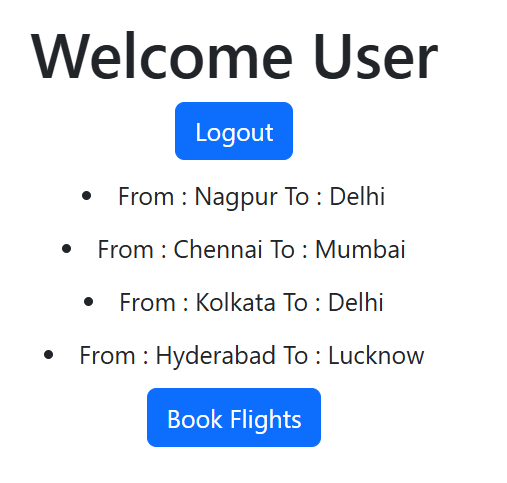 Welcome User
Logout
• From : Nagpur To : Delhi
• From : Chennai To : Mumbai
• From : Kolkata To : Delhi
• From : Hyderabad To : Lucknow
Book Flights